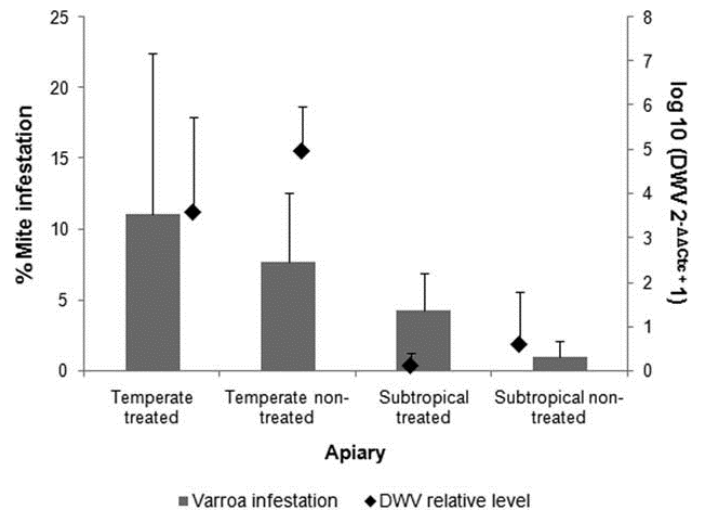 25
20
15
10
5
0
% Mite infestation
8
7
6
5
4
3
2
1
0
log 10 (DWV 2-ΔΔCtc + 1)
Temperate treated
Temperate non-treated
Subtropical treated
Subtropical non-treated
Apiary
Varroa infestation
DWV relative level